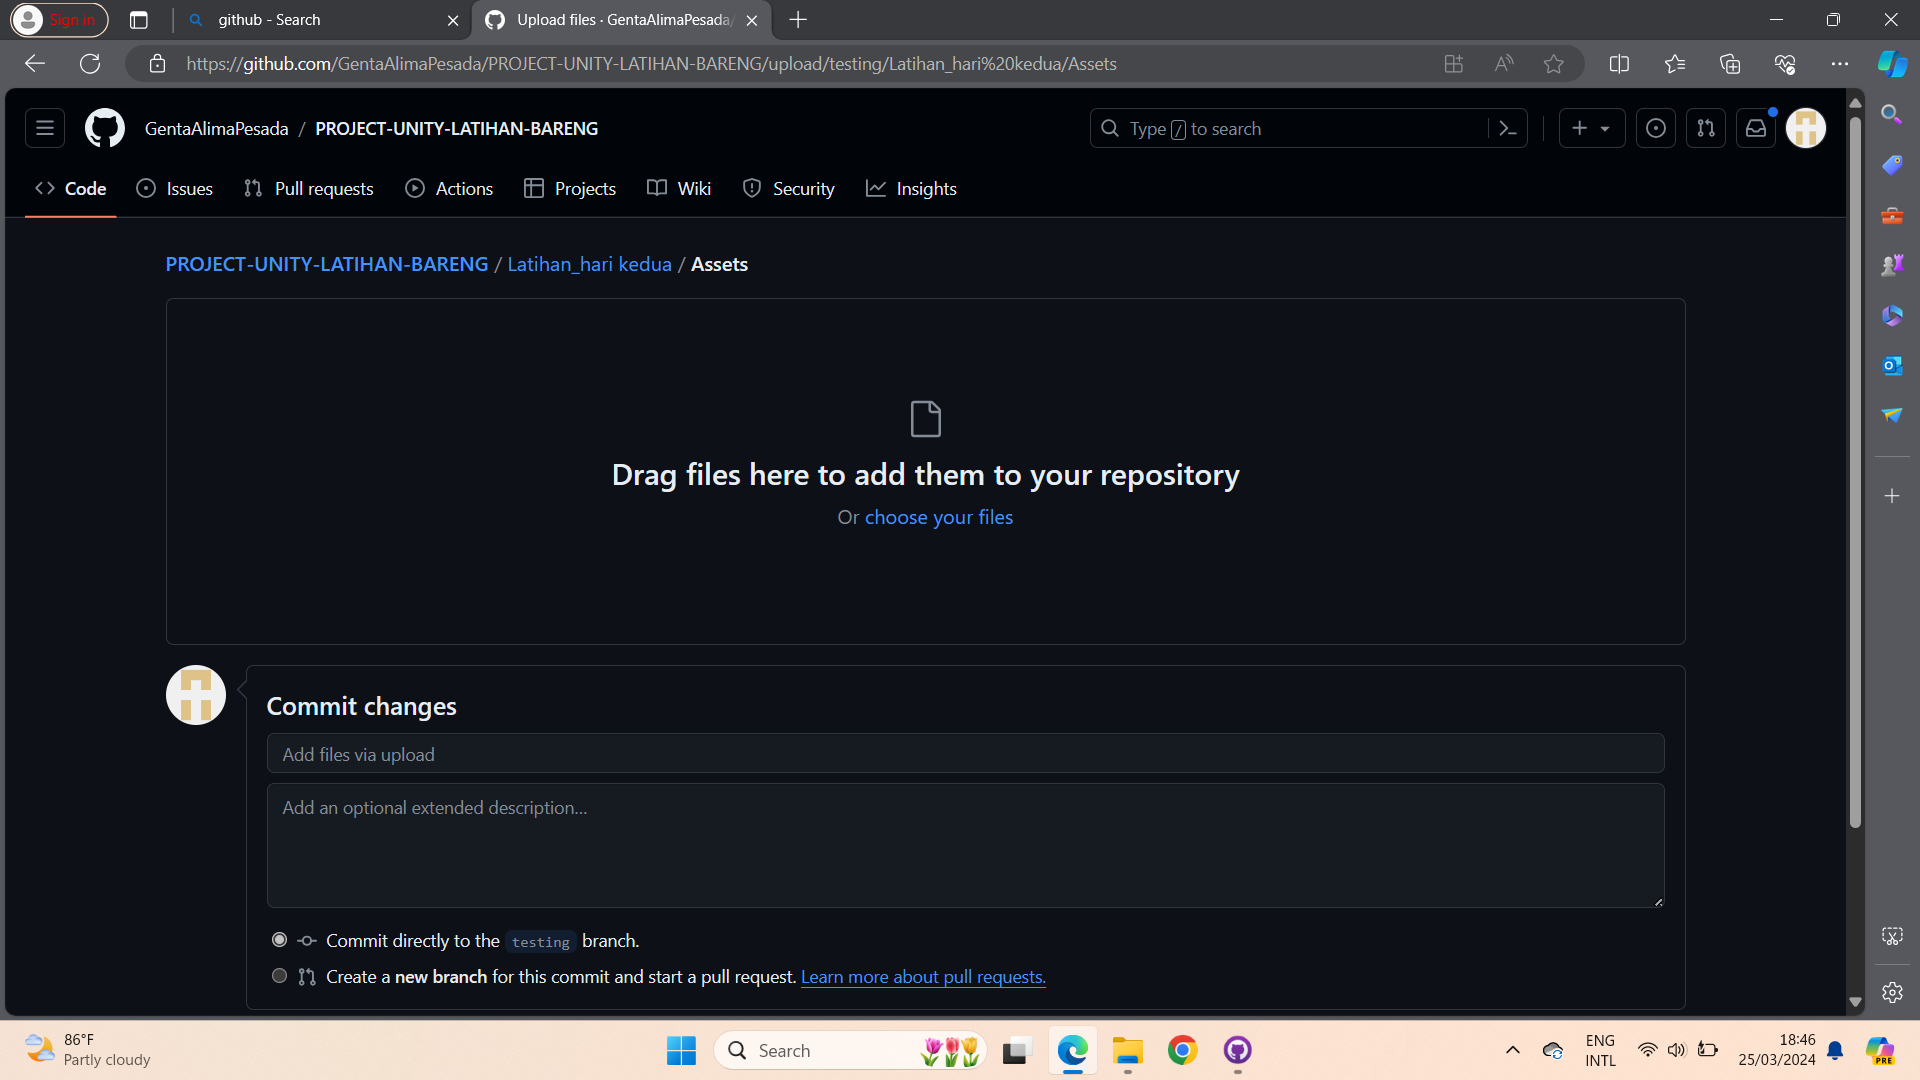 Sign in
github - Search
Upload files · GentaAlimaPesada/
https://github.com/GentaAlimaPesada/PROJECT-UNITY-LATIHAN-BARENG/upload/testing/Latihan_hari%20kedua/Assets
GentaAlimaPesada / PROJECT-UNITY-LATIHAN-BARENG
Type / to search
Code
Issues
Pull requests
Actions
Projects
Wiki
Security
Insights
PROJECT-UNITY-LATIHAN-BARENG / Latihan_hari kedua / Assets
Drag files here to add them to your repository
Or choose your files
Commit changes
Add files via upload
Add an optional extended description...
Commit directly to the testing branch.
Create a new branch for this commit and start a pull request. Learn more about pull requests.
86°F
Partly cloudy
Search
ENG
INTL
18:46
25/03/2024
PRE